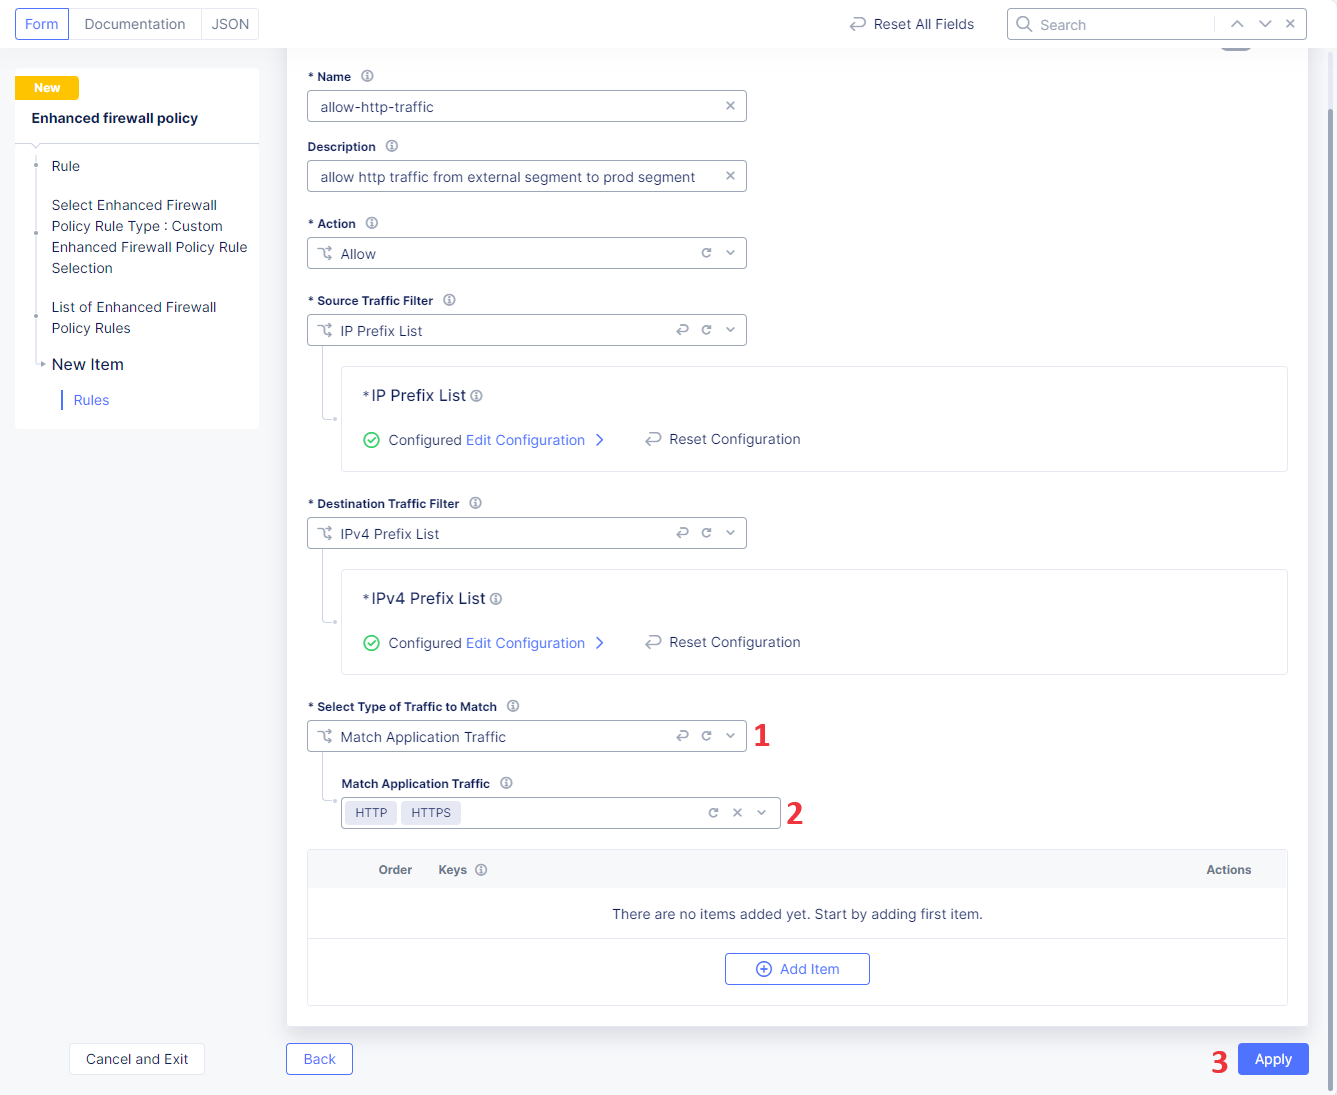 Form Documentation JSON
Reset All Fields
Search
New
Enhanced firewall policy
Rule
Select Enhanced Firewall
Policy Rule Type : Custom
Enhanced Firewall Policy Rule
Selection
List of Enhanced Firewall
Policy Rules
New Item
Rules
* Name
allow-http-traffic
Description
allow http traffic from external segment to prod segment
* Action
Allow
* Source Traffic Filter
IP Prefix List
*IP Prefix List
Configured Edit Configuration
Reset Configuration
* Destination Traffic Filter
IPv4 Prefix List
*IPv4 Prefix List
Configured Edit Configuration
Reset Configuration
* Select Type of Traffic to Match
Match Application Traffic 1
Match Application Traffic
HTTP HTTPS 2
Order Keys Actions
There are no items added yet. Start by adding first item.
Add Item
Cancel and Exit Back 3 Apply